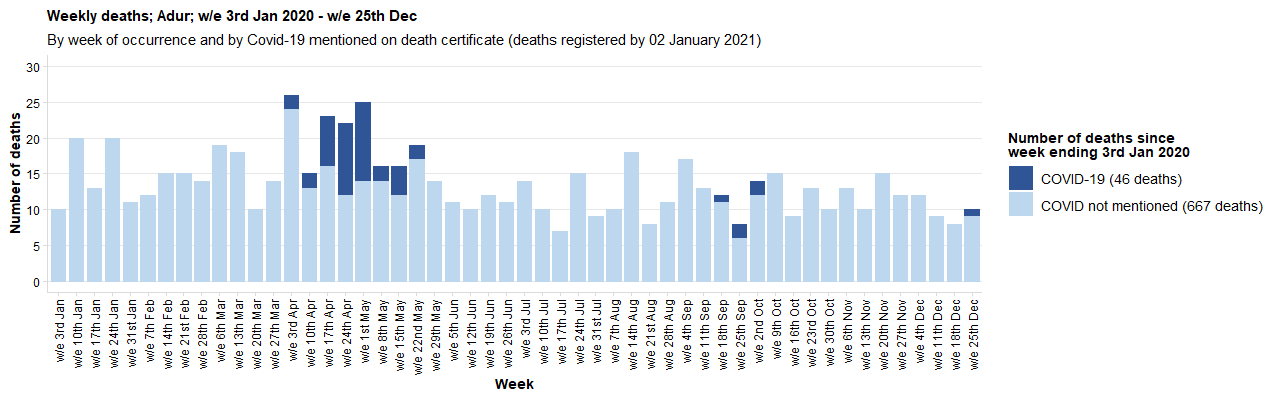 Weekly deaths; Adur; w/e 3rd Jan 2020 - w/e 25th Dec
By week of occurrence and by Covid-19 mentioned on death certificate (deaths registered by 02 January 2021)
Number of deaths
30
25
20
15
10
5
0
w/e 3rd Jan
w/e 10th Jan
w/e 17th Jan
w/e 24th Jan
w/e 31st Jan
w/e 7th Feb
w/e 14th Feb
w/e 21st Feb
w/e 28th Feb
w/e 6th Mar
w/e 13th Mar
w/e 20th Mar
w/e 27th Mar
w/e 3rd Apr
w/e 10th Apr
w/e 17th Apr
w/e 24th Apr
w/e 1st May
w/e 8th May
w/e 15th May
w/e 22nd May
w/e 29th May
w/e 5th Jun
w/e 12th Jun
w/e 19th Jun
w/e 26th Jun
w/e 3rd Jul
w/e 10th Jul
w/e 17th Jul
w/e 24th Jul
w/e 31st Jul
w/e 7th Aug
w/e 14th Aug
w/e 21st Aug
w/e 28th Aug
w/e 4th Sep
w/e 11th Sep
w/e 18th Sep
w/e 25th Sep
w/e 2nd Oct
w/e 9th Oct
w/e 16th Oct
w/e 23rd Oct
w/e 30th Oct
w/e 6th Nov
w/e 13th Nov
w/e 20th Nov
w/e 27th Nov
w/e 4th Dec
w/e 11th Dec
w/e 18th Dec
w/e 25th Dec
Week
Number of deaths since
week ending 3rd Jan 2020
COVID-19 (46 deaths)
COVID not mentioned (667 deaths)